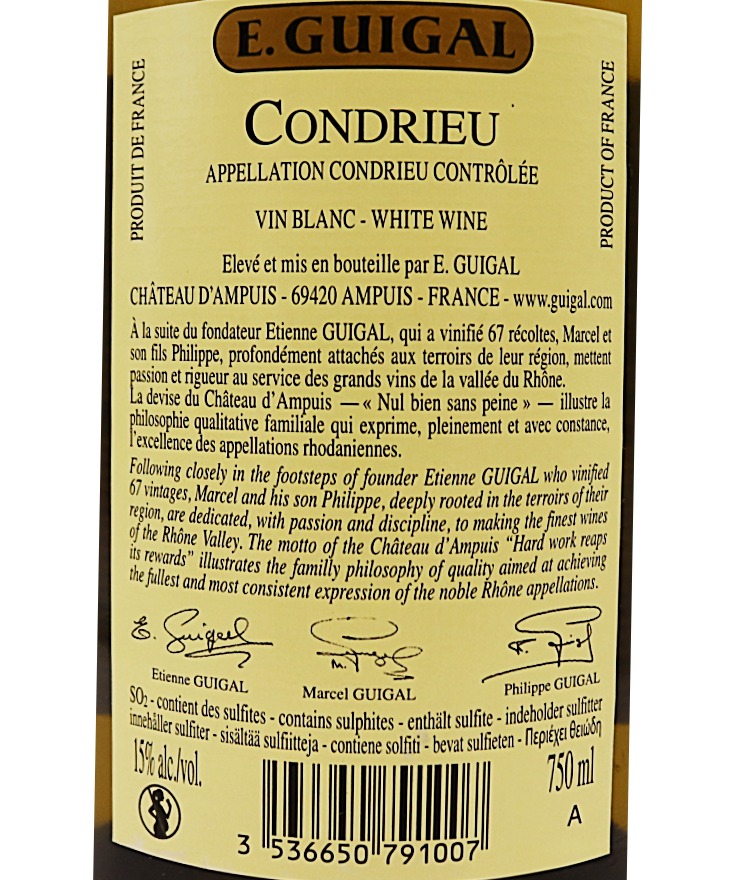 E. GUIGAL
PRODUIT DE FRANCE
PRODUCT OF FRANCE
CONDRIEU
APPELLATION CONDRIEU CONTRÔLÉE
VIN BLANC - WHITE WINE
Elevé et mis en bouteille par E. GUIGAL
CHÂTEAU D'AMPUIS - 69420 AMPUIS - FRANCE - www.guigal.com
À la suite du fondateur Etienne GUIGAL, qui a vinifié 67 récoltes, Marcel et
son fils Philippe, profondément attachés aux terroirs de leur région, mettent
passion et rigueur au service des grands vins de la vallée du Rhône.
La devise du Château d'Ampuis — « Nul bien sans peine » — illustre la
philosophie qualitative familiale qui exprime, pleinement et avec constance,
l'excellence des appellations rhodaniennes.
Following closely in the footsteps of founder Etienne GUIGAL who vinified
67 vintages, Marcel and his son Philippe, deeply rooted in the terroirs of their
region, are dedicated, with passion and discipline, to making the finest wines
of the Rhône Valley. The motto of the Château d'Ampuis "Hard work reaps
its rewards" illustrates the familly philosophy of quality aimed at achieving
the fullest and most consistent expression of the noble Rhône appellations.
E. Guigal
Etienne GUIGAL
Marcel GUIGAL
Philippe GUIGAL
SO2 - contient des sulfites - contains sulphites - enthält sulfite - indeholder sulfitter
innehåller sulfiter - sisältää sulfiitteja - contiene solfiti - bevat sulfieten - Περιέχει θειώδη
15% alc./vol.
750 ml
A
3 536650 791007